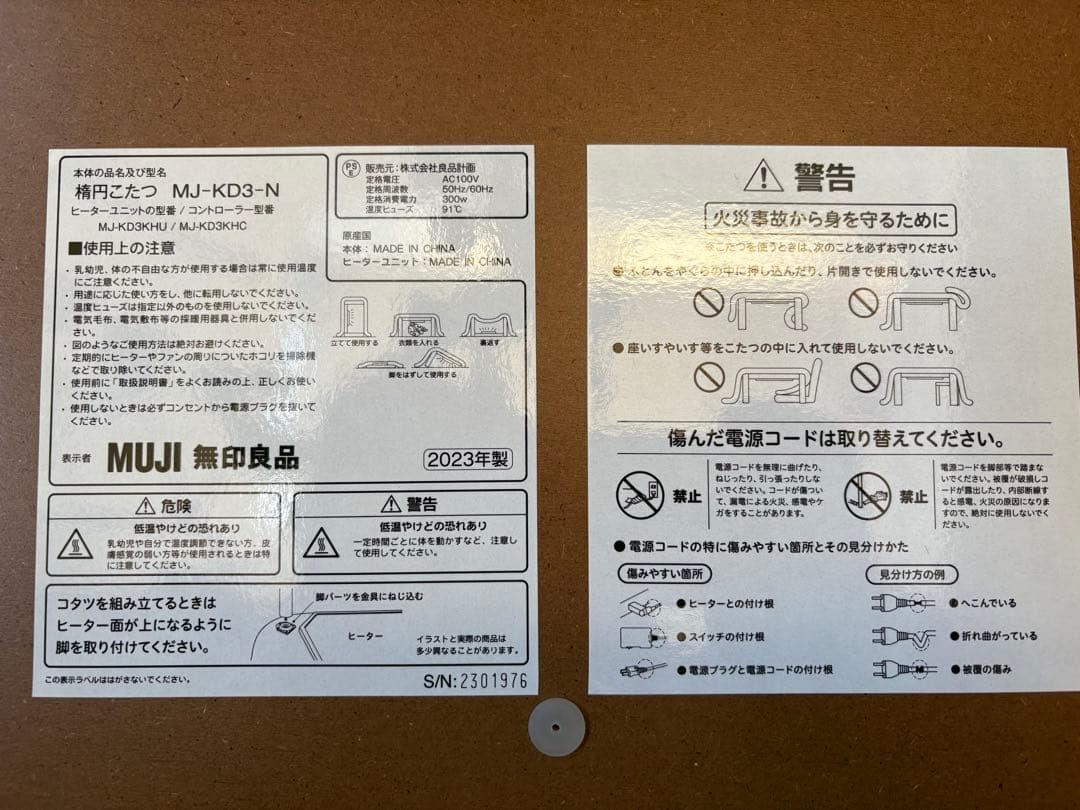 本体の品名及び型名
楕円こたつ MJ-KD3-N
ヒーターユニットの型番 / コントローラー型番
MJ-KD3KHU / MJ-KD3KHC
■使用上の注意
・乳幼児、体の不自由な方が使用する場合は常に使用温度
にご注意ください。
・用途に応じた使い方をし、他に転用しないでください。
・温度ヒューズは指定以外のものを使用しないでください。
・電気毛布、電気敷布等の採暖用器具と併用しないでくだ
さい。
・図のようなご使用方法は絶対お避けください。
・定期的にヒーターやファンの周りについたホコリを掃除機
などで取り除いてください。
・使用前に「取扱説明書」をよくお読みの上、正しくお使い
ください。
・使用しないときは必ずコンセントから電源プラグを抜いて
ください。
PS
E
販売元：株式会社良品計画
定格電圧 AC100V
定格周波数 50Hz/60Hz
定格消費電力 300w
温度ヒューズ 91℃
原産国
本体：MADE IN CHINA
ヒーターユニット：MADE IN CHINA
立てて使用する 衣類を入れる 裏返す
脚をはずして使用する
表示者 MUJI 無印良品 2023年製
危険
低温やけどの恐れあり
乳幼児や自分で温度調節できない方、皮
膚感覚の弱い方等が使用されるときは特
に注意してください。
警告
低温やけどの恐れあり
一定時間ごとに体を動かすなど、注意し
て使用してください。
コタツを組み立てるときは
ヒーター面が上になるように
脚を取り付けてください。
脚パーツを金具にねじ込む
ヒーター
イラストと実際の商品は
多少異なることがあります。
この表示ラベルははがさないでください。
S/N:2301976
警告
火災事故から身を守るために
※こたつを使うときは、次のことを必ずお守りください
●ふとんをやぐらの中に押し込んだり、片開きで使用しないでください。
●座いすやいす等をこたつの中に入れて使用しないでください。
傷んだ電源コードは取り替えてください。
禁止
電源コードを無理に曲げたり、
ねじったり、引っ張ったりしな
いでください。コードが傷つい
て、漏電による火災、感電やケ
ガをすることがあります。
禁止
電源コードを脚部等で踏まな
いでください。被覆が破損しコ
ードが露出したり、内部断線す
ると感電、火災の原因になりま
すので、絶対に使用しないでく
ださい。
●電源コードの特に傷みやすい箇所とその見分けかた
傷みやすい箇所
●ヒーターとの付け根
●スイッチの付け根
●電源プラグと電源コードの付け根
見分け方の例
●へこんでいる
●折れ曲がっている
●被覆の傷み